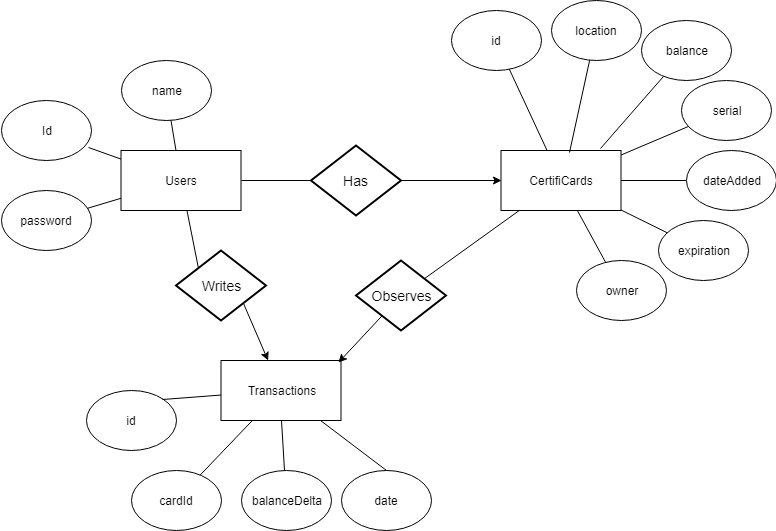 id
location
balance
name
serial
Id
Users
Has
CertifiCards
dateAdded
password
expiration
Writes
Observes
owner
Transactions
id
cardId
balanceDelta
date